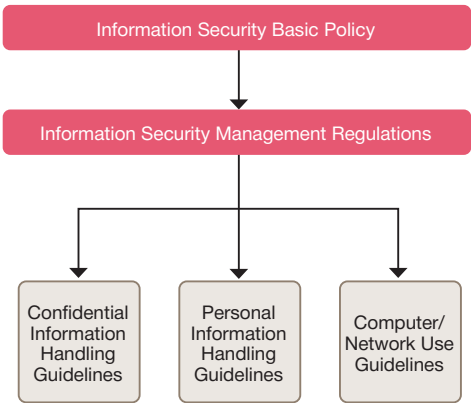 Information Security Basic Policy
Information Security Management Regulations
Confidential
Information
Handling
Guidelines
Personal
Information
Handling
Guidelines
Computer/
Network Use
Guidelines